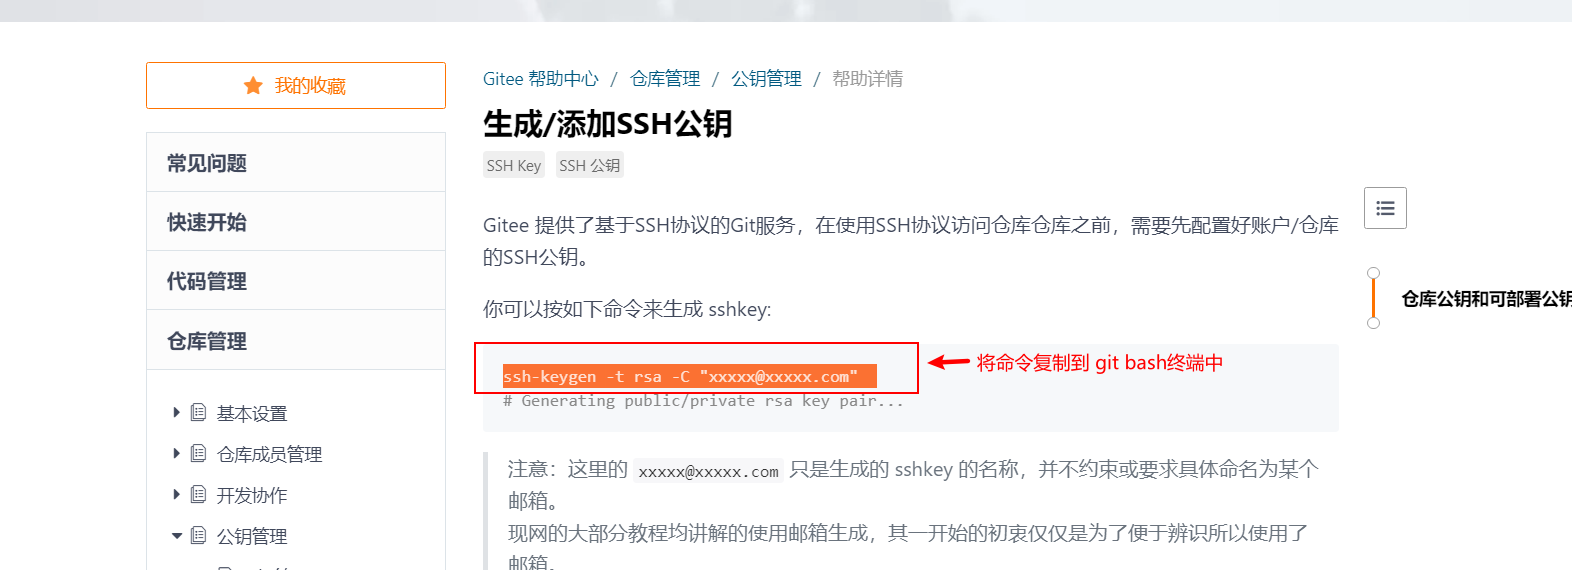 我的收藏
常见问题
快速开始
代码管理
仓库管理
基本设置
仓库成员管理
开发协作
公钥管理
Gitee 帮助中心 / 仓库管理 / 公钥管理 / 帮助详情
生成/添加SSH公钥
SSH Key SSH 公钥
Gitee 提供了基于SSH协议的Git服务，在使用SSH协议访问仓库仓库之前，需要先配置好账户/仓库
的SSH公钥。
你可以按如下命令来生成 sshkey:
ssh-keygen -t rsa -C "xxxxx@xxxxx.com"
# Generating public/private rsa key pair...
将命令复制到 git bash终端中
注意：这里的 xxxxx@xxxxx.com 只是生成的 sshkey 的名称，并不约束或要求具体命名为某个
邮箱。
现网的大部分教程均讲解的使用邮箱生成，其一开始的初衷仅仅是为了便于辨识所以使用了
邮箱。
仓库公钥和可部署公钥